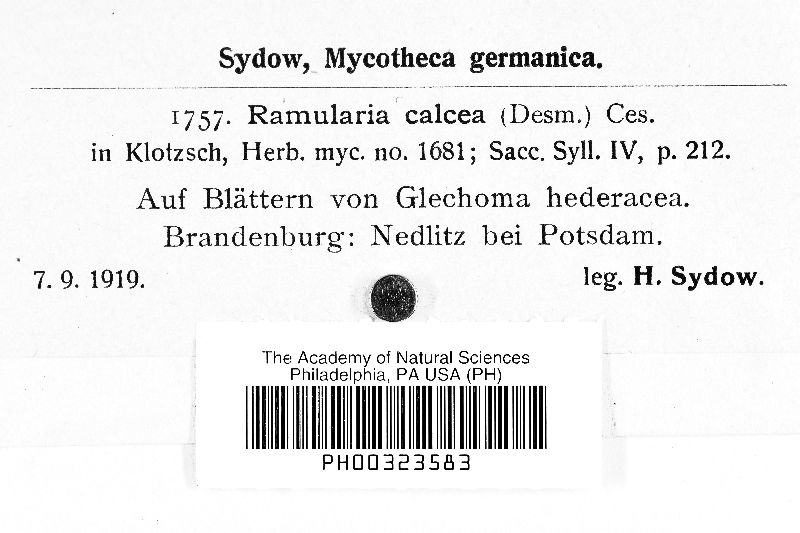 Sydow, Mycotheca germanica.
1757. Ramularia calcea (Desm.) Ces.
in Klotzsch, Herb. myc. no. 1681; Sacc. Syll. IV, p. 212.
Auf Blättern von Glechoma hederacea.
Brandenburg: Nedlitz bei Potsdam.
7. 9. 1919. leg. H. Sydow.
The Academy of Natural Sciences
Philadelphia, PA USA (PH)
PH00323583